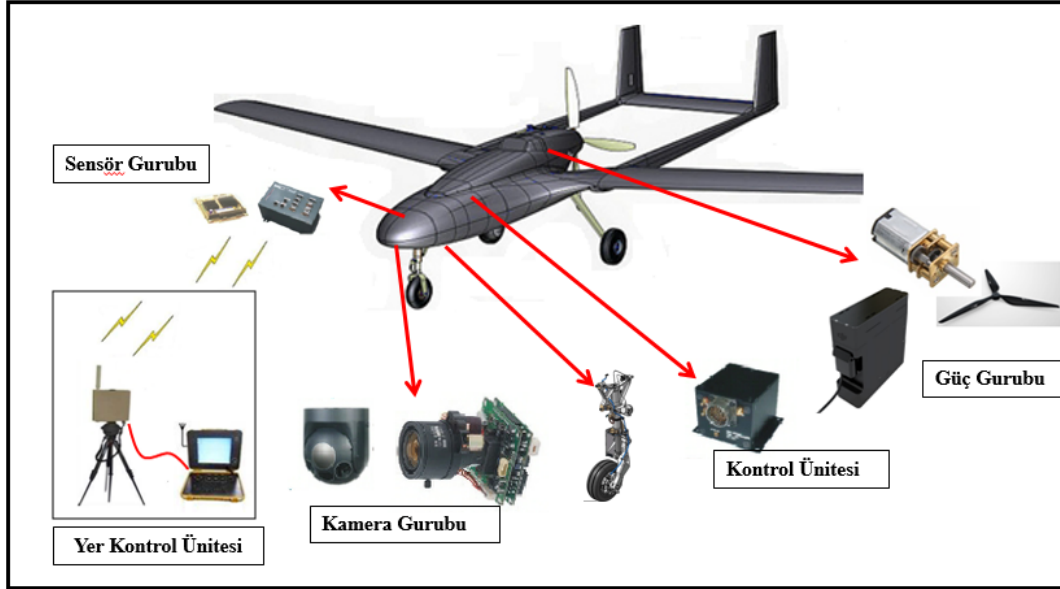 Sensör Gurubu
Güç Gurubu
Kontrol Ünitesi
Kamera Gurubu
Yer Kontrol Ünitesi